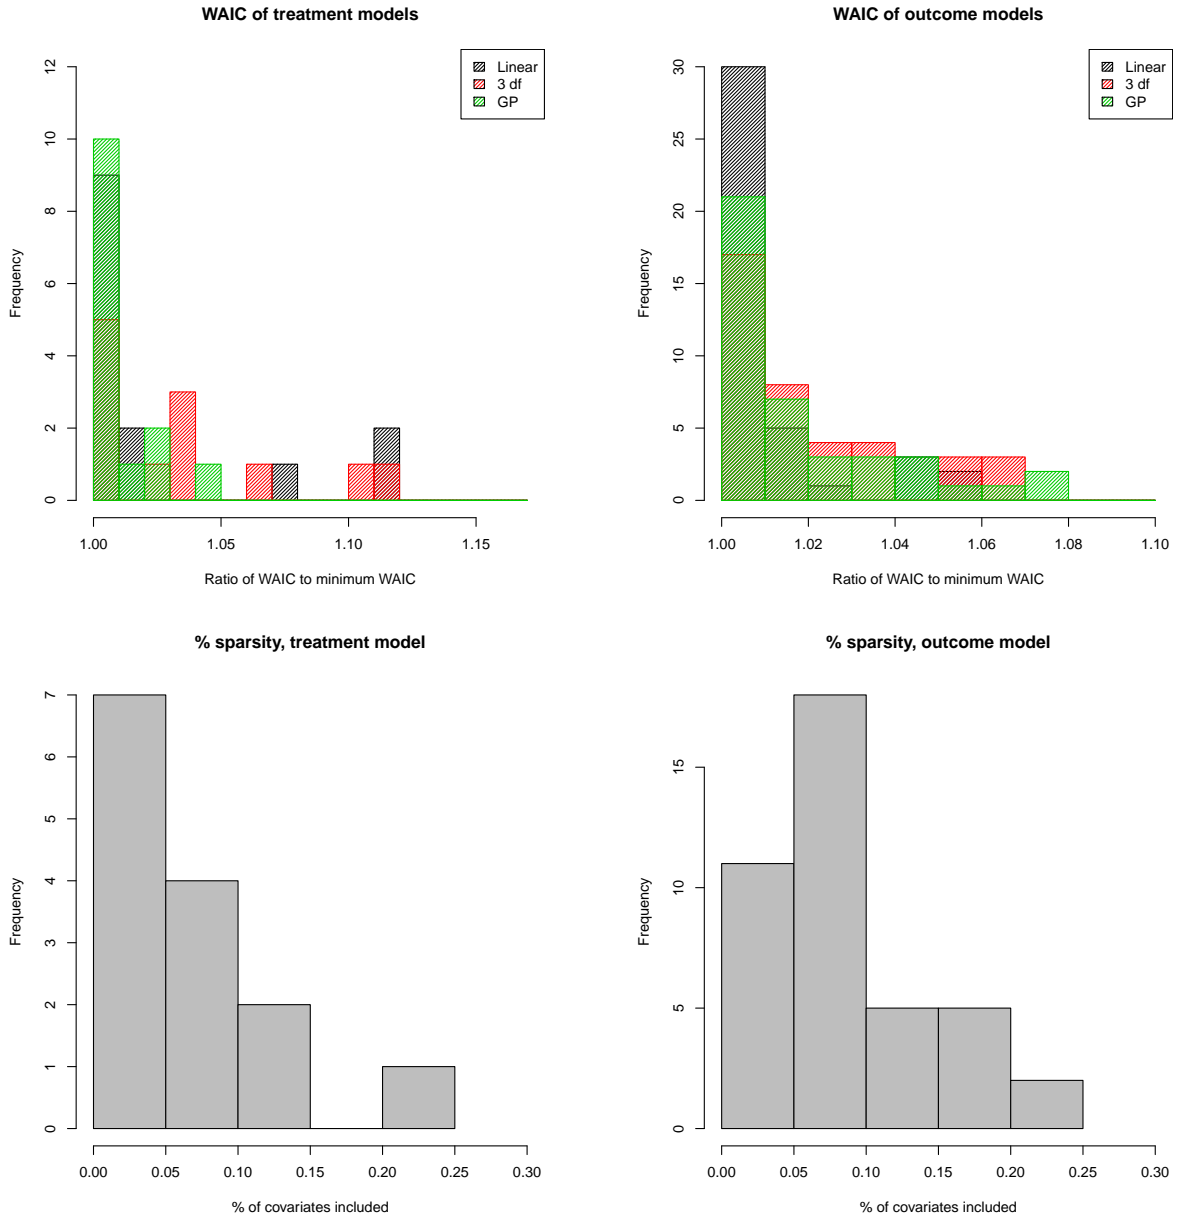 WAIC of treatment models
Linear
3 df
GP
12
10
8
6
4
2
0
Frequency
1.00 1.05 1.10 1.15
Ratio of WAIC to minimum WAIC
WAIC of outcome models
Linear
3 df
GP
30
25
20
15
10
5
0
Frequency
1.00 1.02 1.04 1.06 1.08 1.10
Ratio of WAIC to minimum WAIC
% sparsity, treatment model
7
6
5
4
3
2
1
0
Frequency
0.00 0.05 0.10 0.15 0.20 0.25 0.30
% of covariates included
% sparsity, outcome model
15
10
5
0
Frequency
0.00 0.05 0.10 0.15 0.20 0.25 0.30
% of covariates included